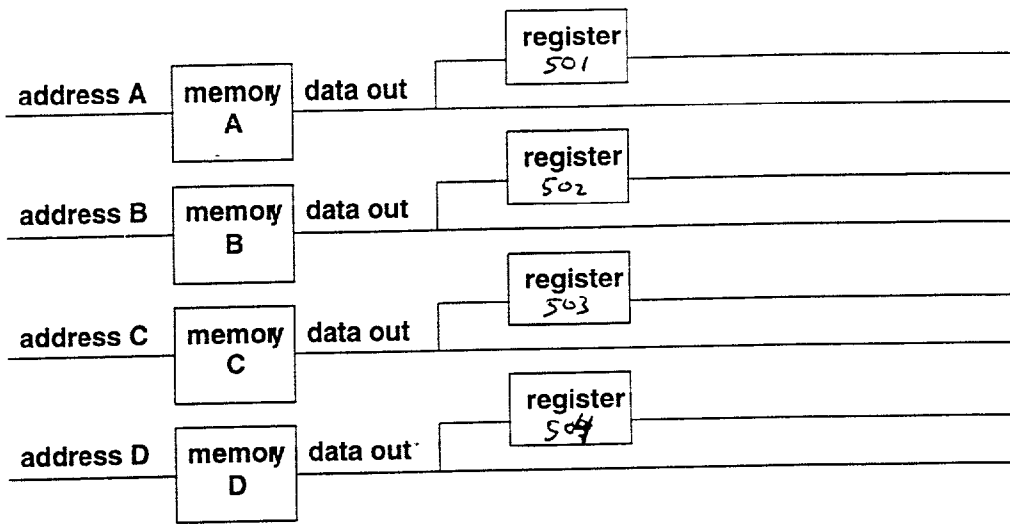 register
501
address A
memory
A
data out
register
502
address B
memory
B
data out
register
503
address C
memory
C
data out
register
504
address D
memory
D
data out